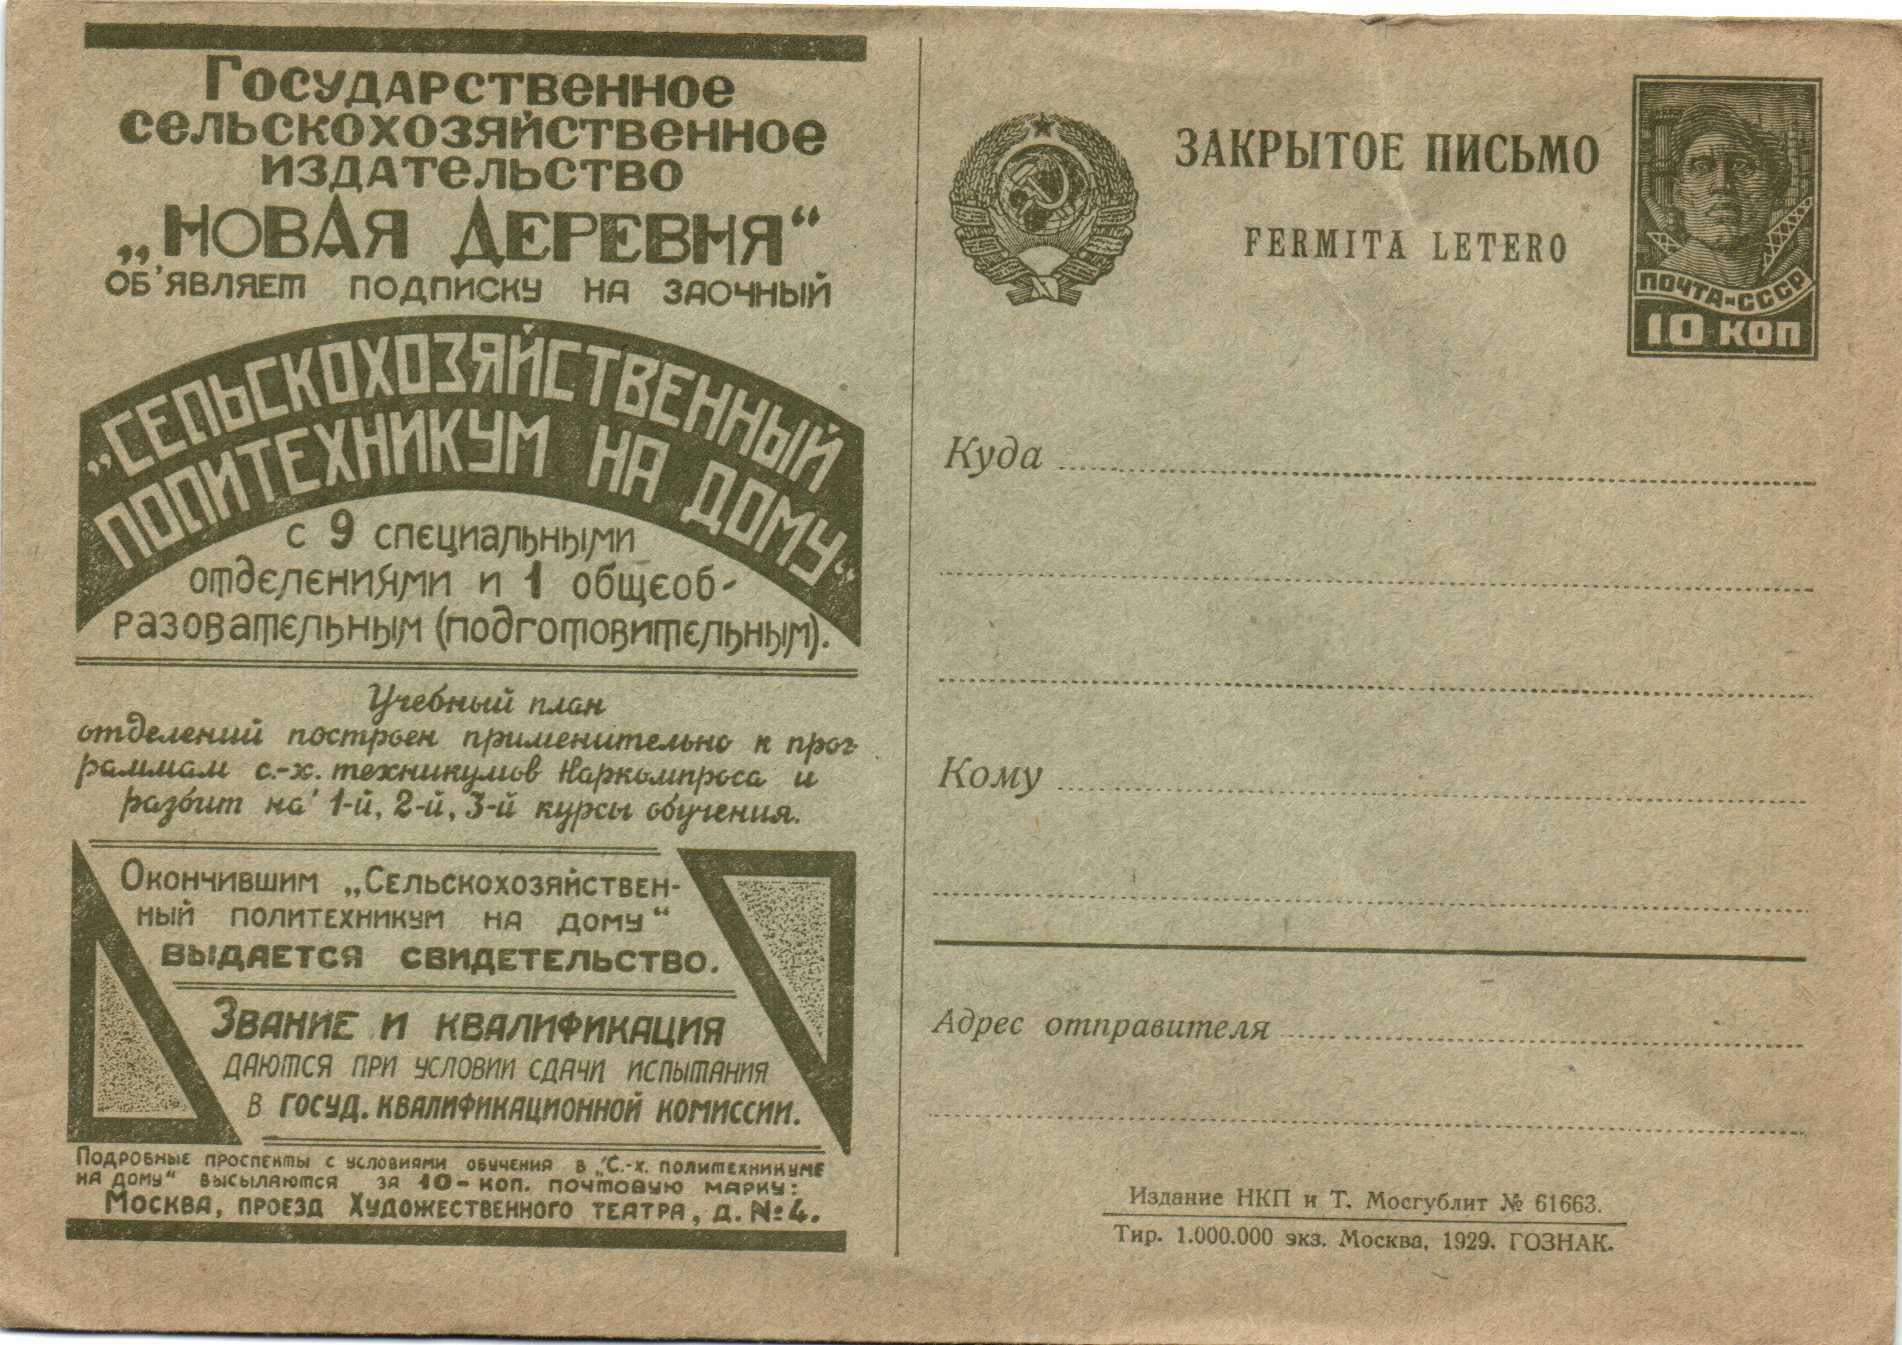 Государственное
сельскохозяйственное
издательство
„Новая Деревня“
об'являет подписку на заочный
„СЕЛЬСКОХОЗЯЙСТВЕННЫЙ
ПОЛИТЕХНИКУМ НА ДОМУ“
с 9 специальными
отделениями и 1 общеоб-
разовательным (подготовительным).
Учебный план
отделений построен применительно к прог
раммам с.-х. техникумов Наркомпроса и
разбит на 1-й, 2-й, 3-й курсы обучения.
Окончившим „Сельскохозяйствен-
ный политехникум на дому“
выдается свидетельство.
Звание и квалификация
даются при условии сдачи испытания
в госуд. квалификационной комиссии.
Подробные проспекты с условиями обучения в „С.-х. политехникуме
на дому“ высылаются за 10-коп. почтовую марку:
Москва, проезд Художественного театра, д. №4.
ЗАКРЫТОЕ ПИСЬМО
FERMITA LETERO
ПОЧТА-СССР
10 КОП
Куда
Кому
Адрес отправителя
Издание НКП и Т. Мосгублит № 61663.
Тир. 1.000.000 экз. Москва, 1929. ГОЗНАК.